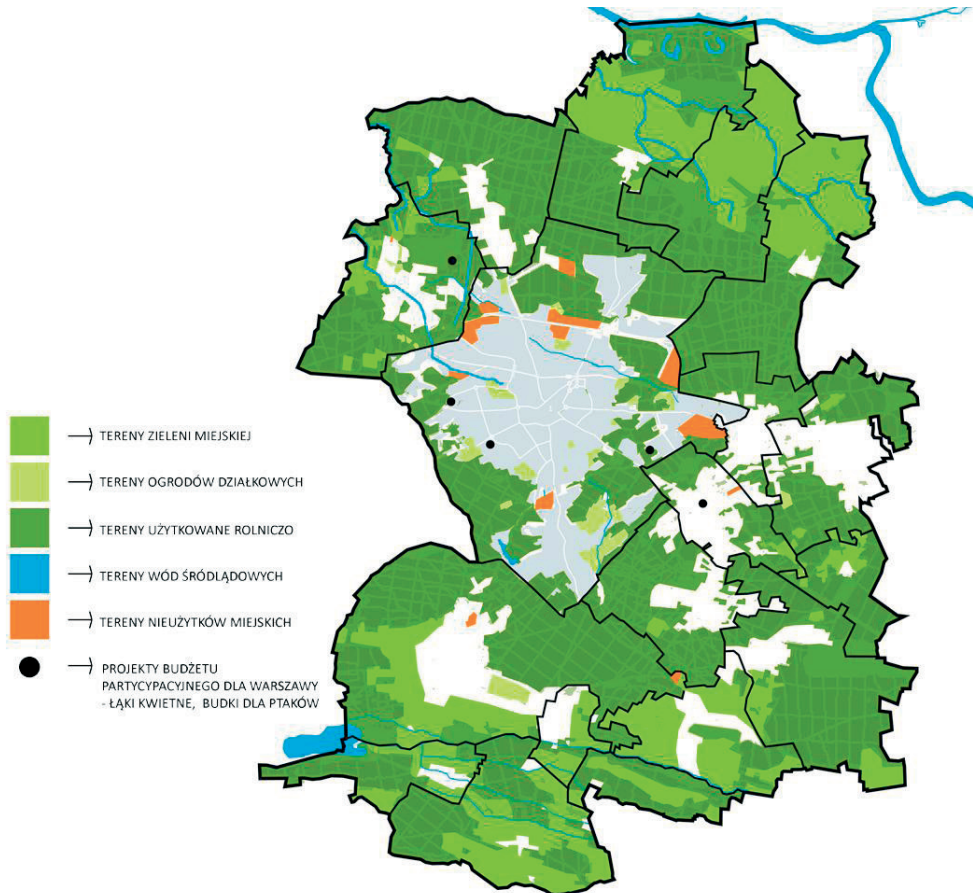 → TERENY ZIELENI MIEJSKIEJ
→ TERENY OGRODÓW DZIAŁKOWYCH
→ TERENY UŻYTKOWANE ROLNICZO
→ TERENY WÓD ŚRÓDLĄDOWYCH
→ TERENY NIEUŻYTKÓW MIEJSKICH
→ PROJEKTY BUDŻETU
PARTYCYPACYJNEGO DLA WARSZAWY
- ŁĄKI KWIETNE, BUDKI DLA PTAKÓW